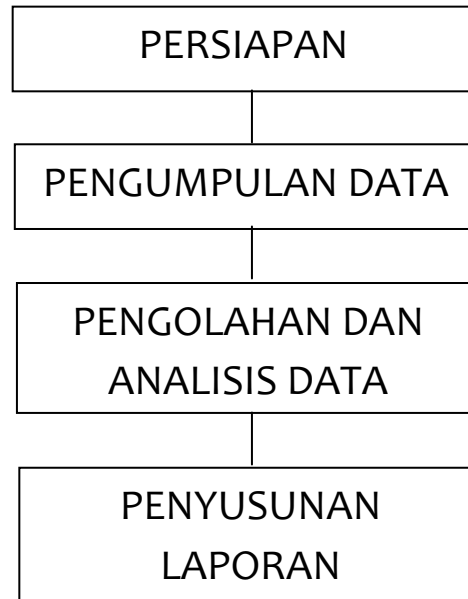 PERSIAPAN
PENGUMPULAN DATA
PENGOLAHAN DAN
ANALISIS DATA
PENYUSUNAN
LAPORAN